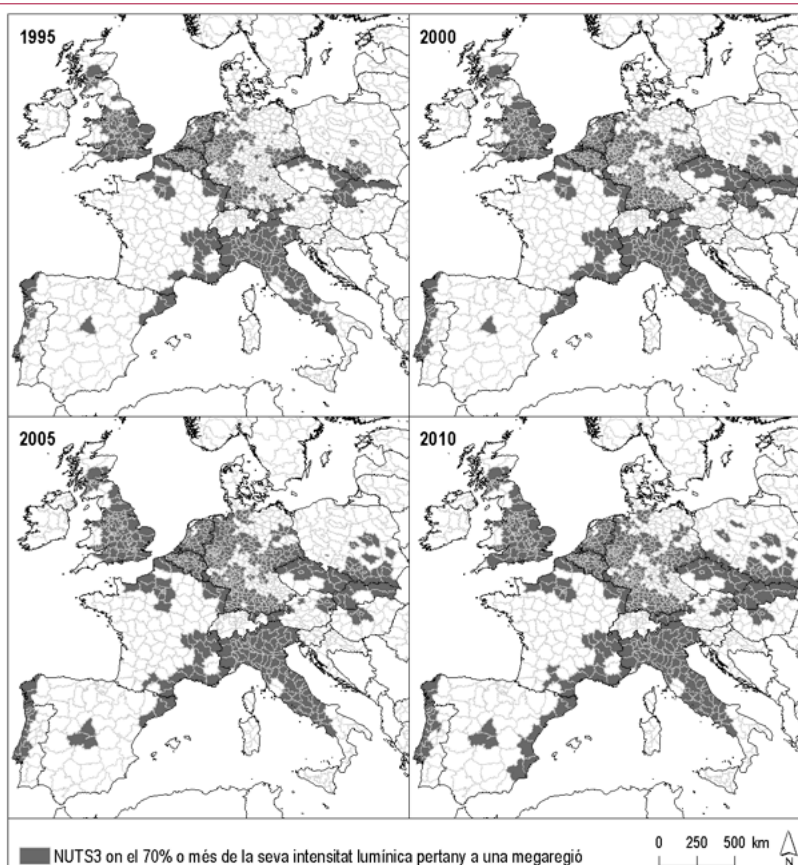 1995
2000
2005
2010
NUTS3 on el 70% o més de la seva intensitat lumínica pertany a una megaregió
0 250 500 km
N